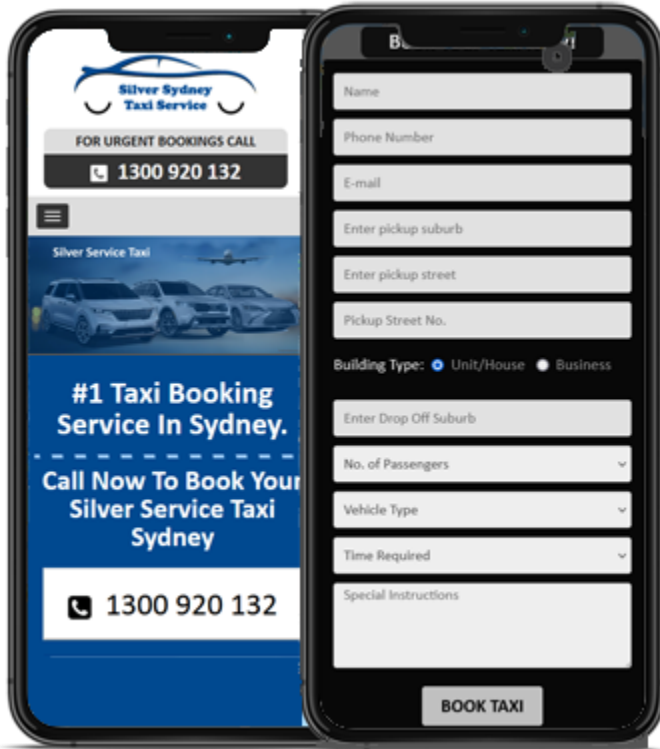 Silver Sydney
Taxi Service
FOR URGENT BOOKINGS CALL
1300 920 132
Silver Service Taxi
#1 Taxi Booking
Service In Sydney.
Call Now To Book Your
Silver Service Taxi
Sydney
1300 920 132
Name
Phone Number
E-mail
Enter pickup suburb
Enter pickup street
Pickup Street No.
Building Type: Unit/House Business
Enter Drop Off Suburb
No. of Passengers
Vehicle Type
Time Required
Special Instructions
BOOK TAXI